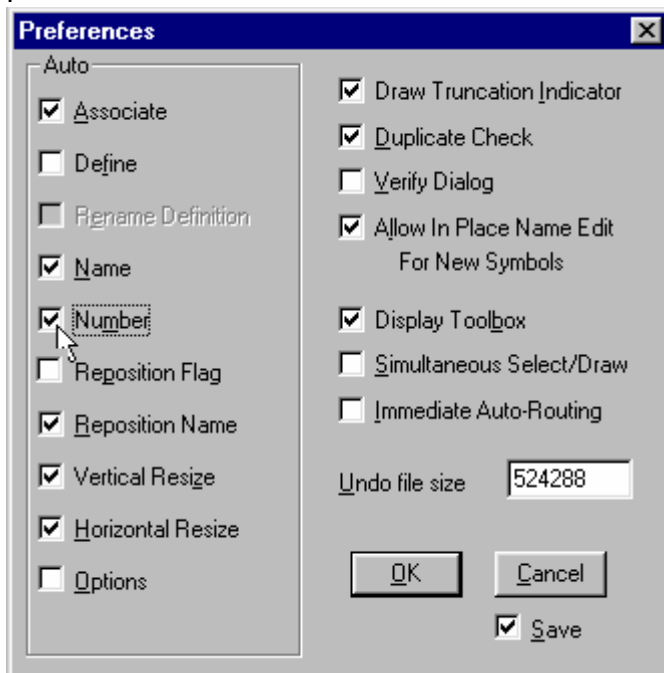 Preferences
Auto
Associate
Define
Rename Definition
Name
Number
Reposition Flag
Reposition Name
Vertical Resize
Horizontal Resize
Options
Draw Truncation Indicator
Duplicate Check
Verify Dialog
Allow In Place Name Edit
For New Symbols
Display Toolbox
Simultaneous Select/Draw
Immediate Auto-Routing
Undo file size 524288
OK Cancel
Save